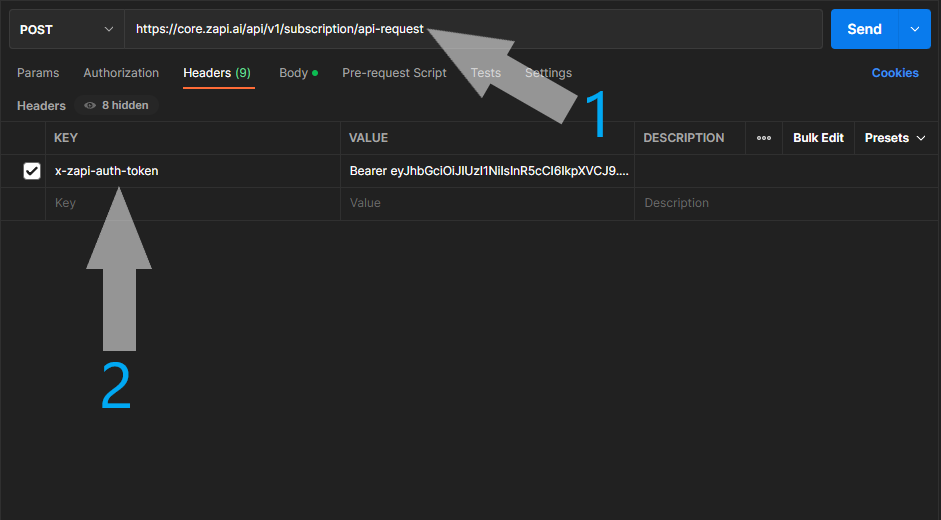 POST https://core.zapi.ai/api/v1/subscription/api-request Send
Params Authorization Headers (9) Body Pre-request Script Tests Settings Cookies
1
Headers 8 hidden
KEY VALUE DESCRIPTION ••• Bulk Edit Presets
x-zapi-auth-token Bearer eyJhbGciOiJIUzI1NiIsInR5cCI6IkpXVCJ9....
Key Value Description
2